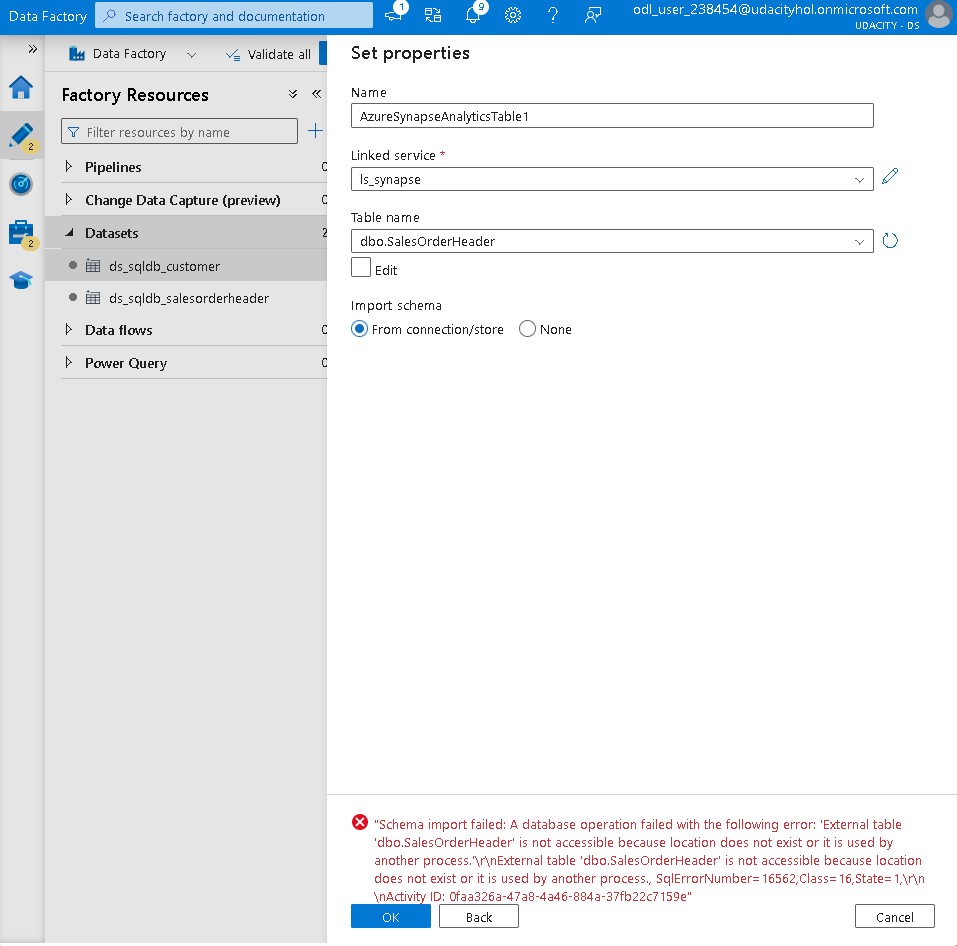 Data Factory
Search factory and documentation
1
9
odl_user_238454@udacityhol.onmicrosoft.com
UDACITY - DS
Data Factory
Validate all
2
2
Factory Resources
Filter resources by name
Pipelines 0
Change Data Capture (preview) 0
Datasets 2
ds_sqldb_customer
ds_sqldb_salesorderheader
Data flows 0
Power Query 0
Set properties
Name
AzureSynapseAnalyticsTable1
Linked service *
ls_synapse
Table name
dbo.SalesOrderHeader
Edit
Import schema
From connection/store None
"Schema import failed: A database operation failed with the following error: 'External table
'dbo.SalesOrderHeader' is not accessible because location does not exist or it is used by
another process.'\r\nExternal table 'dbo.SalesOrderHeader' is not accessible because location
does not exist or it is used by another process., SqlErrorNumber=16562,Class=16,State=1,\r\n
\nActivity ID: 0faa326a-47a8-4a46-884a-37fb22c7159e"
OK Back Cancel